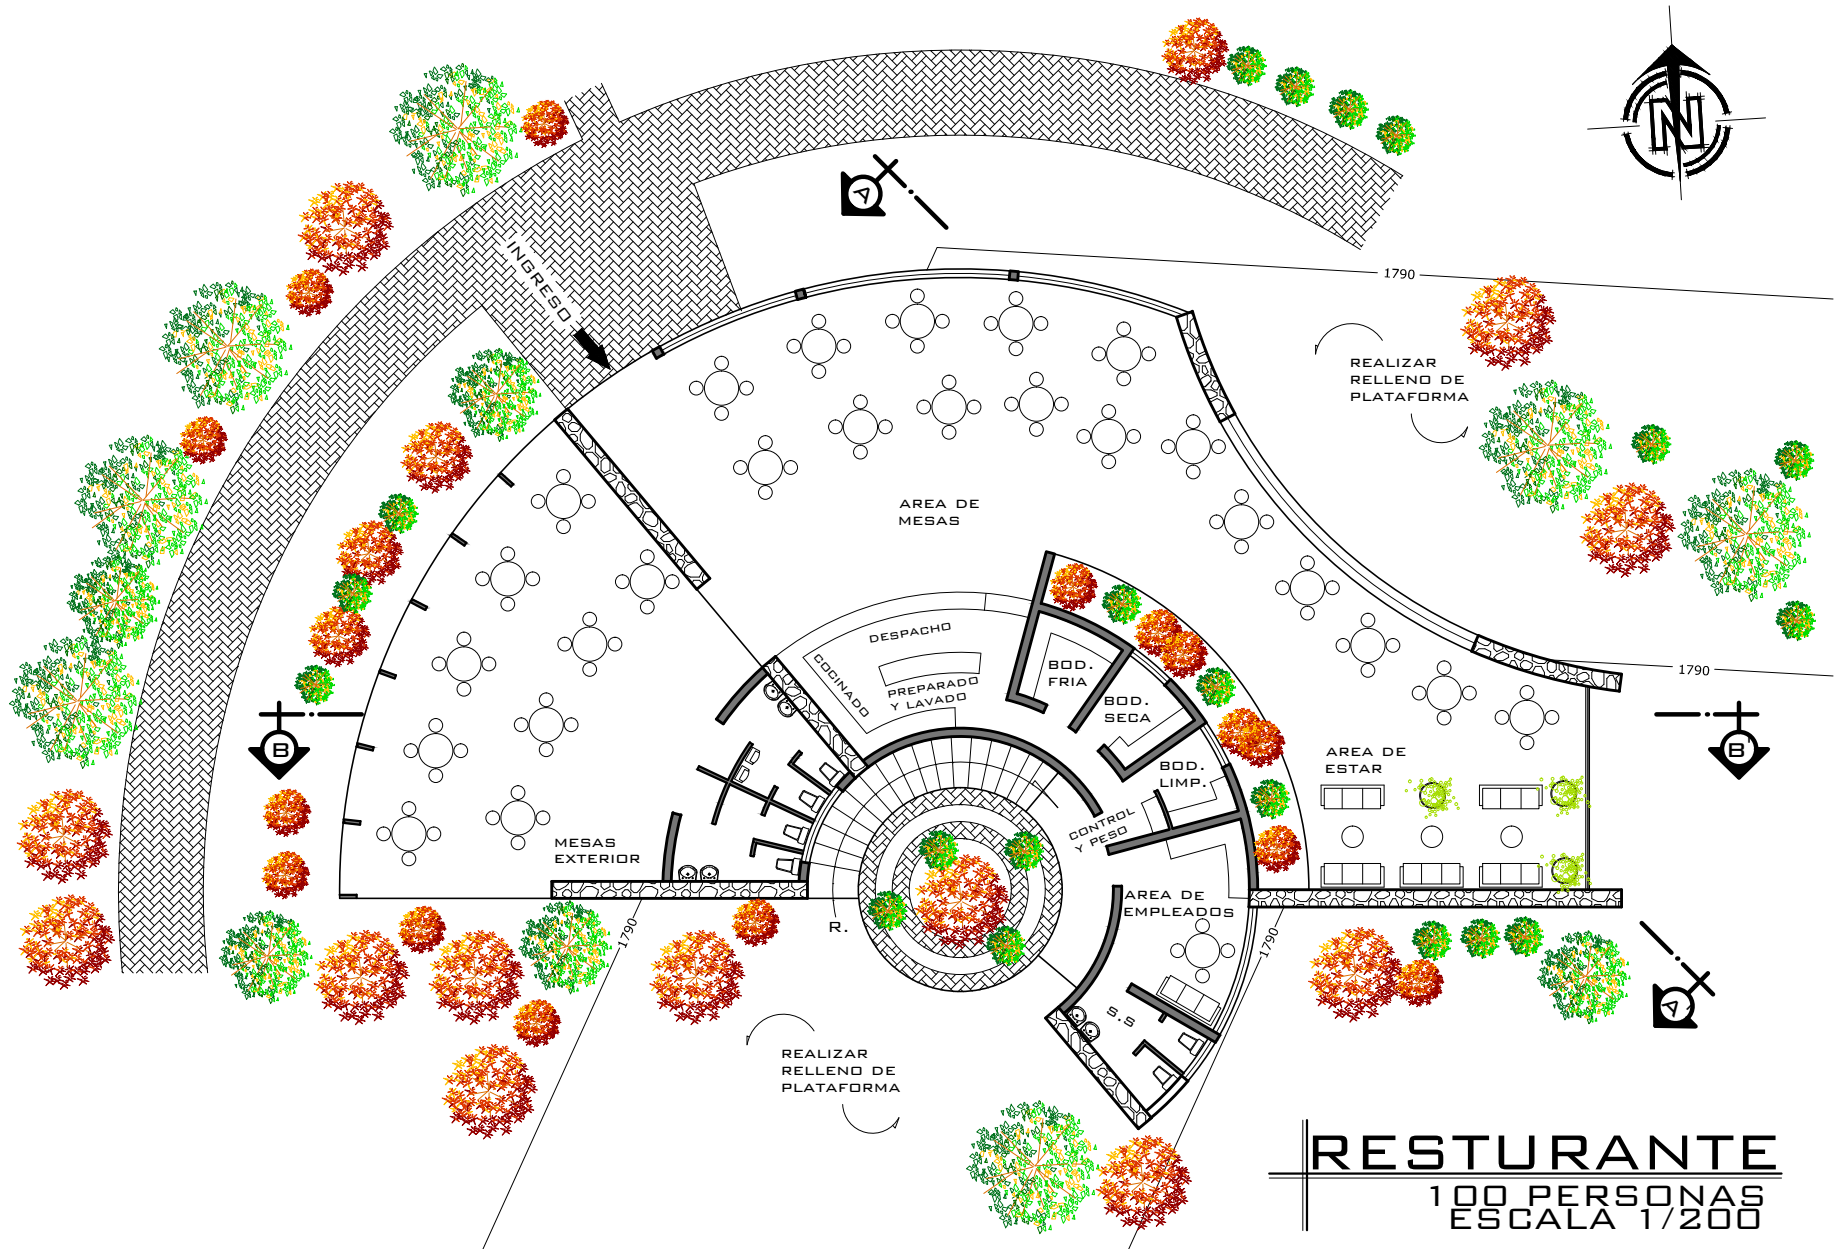 N
A
INGRESO
1790
REALIZAR
RELLENO DE
PLATAFORMA
AREA DE
MESAS
DESPACHO
COCINADO
PREPARADO
Y LAVADO
BOD.
FRIA
BOD.
SECA
BOD.
LIMP.
1790
B
B'
AREA DE
ESTAR
CONTROL
Y PESO
MESAS
EXTERIOR
AREA DE
EMPLEADOS
R.
1790
1790
S.S
A'
REALIZAR
RELLENO DE
PLATAFORMA
RESTURANTE
100 PERSONAS
ESCALA 1/200